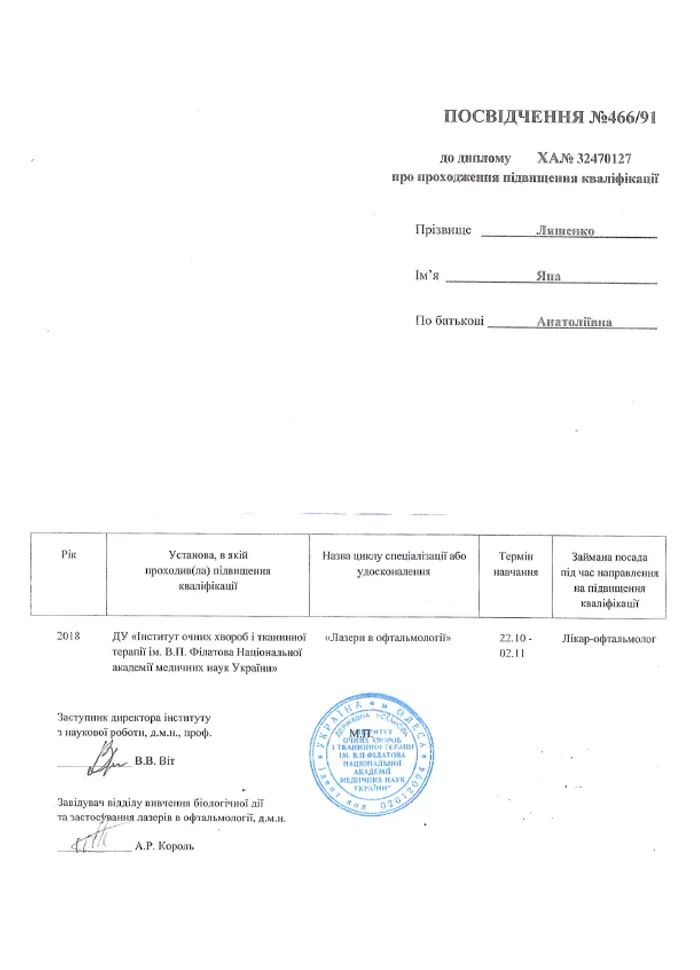 ПОСВІДЧЕННЯ №466/91
до диплому ХА№ 32470127
про проходження підвищення кваліфікації
Прізвище Ляшенко
Ім'я Яна
По батькові Анатоліївна
Рік
Установа, в якій
проходив(ла) підвищення
кваліфікації
Назва циклу спеціалізації або
удосконалення
Термін
навчання
Займана посада
під час направлення
на підвищення
кваліфікації
2018
ДУ «Інститут очних хвороб і тканинної
терапії ім. В.П. Філатова Національної
академії медичних наук України»
«Лазери в офтальмології»
22.10 -
02.11
Лікар-офтальмолог
Заступник директора інституту
з наукової роботи, д.м.н., проф.
В.В. Віт
М.П.
УКРАЇНА * м ОДЕСА *
ідент код 02012094
ДЕРЖАВНА УСТАНОВА
"ІНСТИТУТ
ОЧНИХ ХВОРОБ
І ТКАНИННОЇ ТЕРАПІЇ
ІМ. В.П.ФІЛАТОВА
НАЦІОНАЛЬНОЇ
АКАДЕМІЇ
МЕДИЧНИХ НАУК
УКРАЇНИ"
Завідувач відділу вивчення біологічної дії
та застосування лазерів в офтальмології, д.м.н.
А.Р. Король